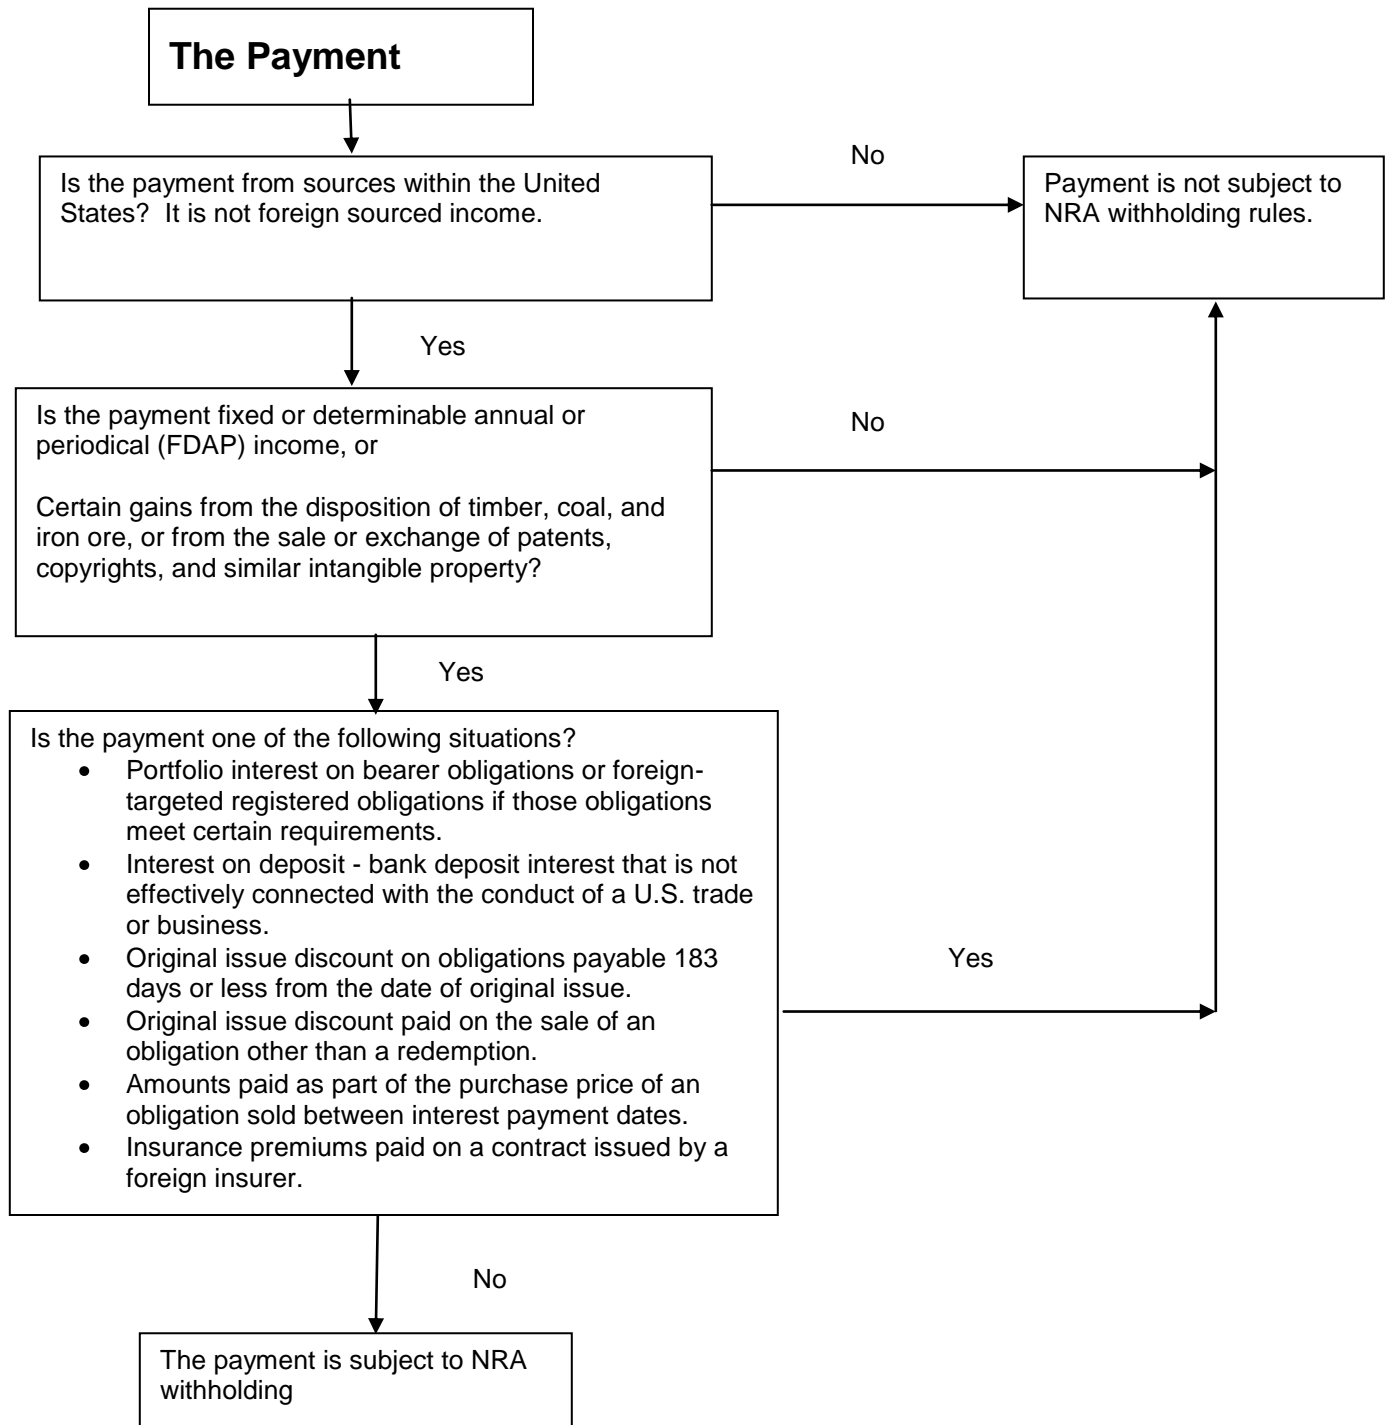 The Payment
No
Is the payment from sources within the United
States?  It is not foreign sourced income.
Payment is not subject to
NRA withholding rules.
Yes
Is the payment fixed or determinable annual or
periodical (FDAP) income, or
No
Certain gains from the disposition of timber, coal, and
iron ore, or from the sale or exchange of patents,
copyrights, and similar intangible property?
Yes
Is the payment one of the following situations?
• Portfolio interest on bearer obligations or foreign-
targeted registered obligations if those obligations
meet certain requirements.
• Interest on deposit - bank deposit interest that is not
effectively connected with the conduct of a U.S. trade
or business.
• Original issue discount on obligations payable 183
days or less from the date of original issue.
Yes
• Original issue discount paid on the sale of an
obligation other than a redemption.
• Amounts paid as part of the purchase price of an
obligation sold between interest payment dates.
• Insurance premiums paid on a contract issued by a
foreign insurer.
No
The payment is subject to NRA
withholding